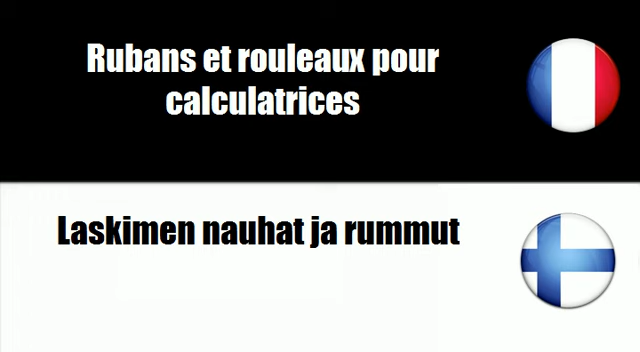 Rubans et rouleaux pour
calculatrices
Laskimen nauhat ja rummut